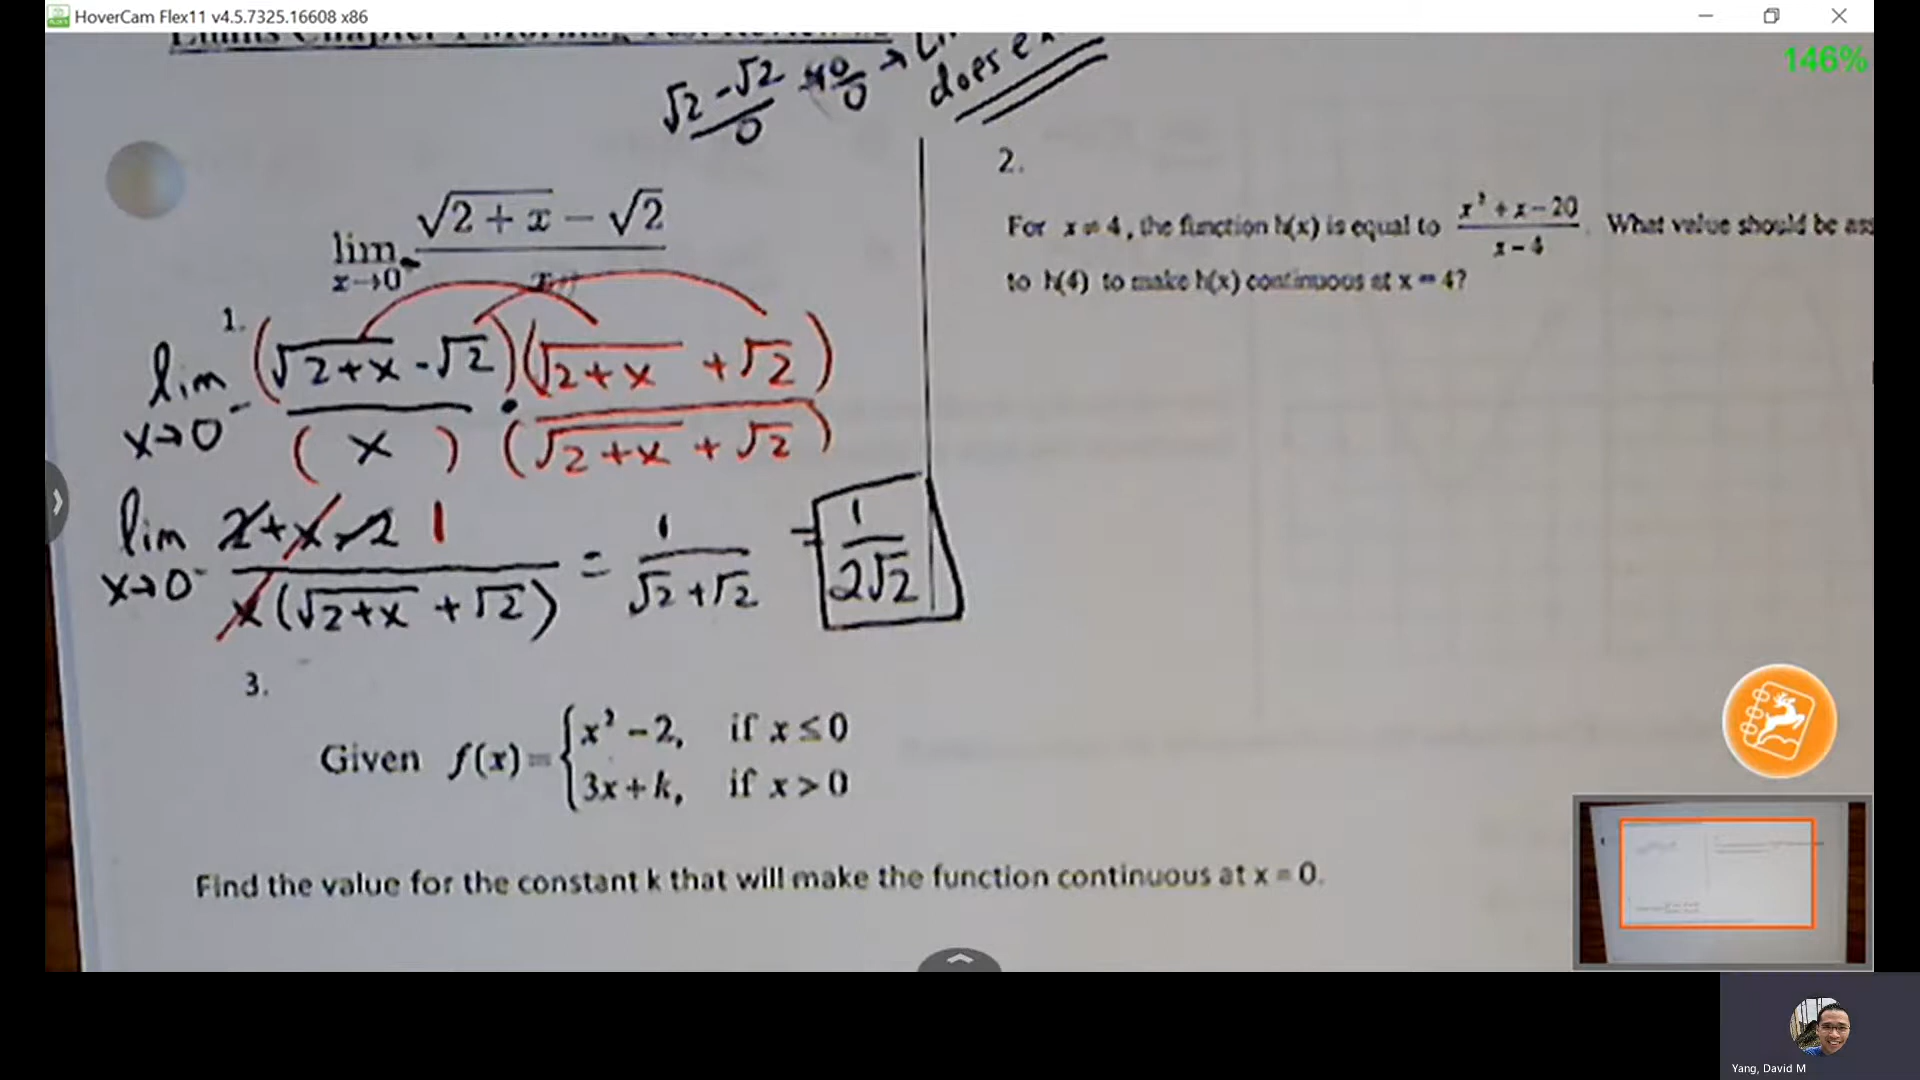 HoverCam Flex11 v4.5.7325.16608 x86
146%
√2 - √2 / 0 → 0/0 →
does
lim x→0⁻ (√2 + x − √2) / x
1.
lim x→0⁻ (√2+x - √2)(√2+x + √2) / (x)(√2+x + √2)
lim x→0⁻ 2+x-2 1 / x(√2+x + √2) = 1 / √2+√2 = 1 / 2√2
2.
For x ≠ 4, the function h(x) is equal to (x² + x − 20) / (x − 4). What value should be
to h(4) to make h(x) continuous at x = 4?
3.
Given f(x) = { x² − 2, if x ≤ 0
3x + k, if x > 0
Find the value for the constant k that will make the function continuous at x = 0.
Yang, David M